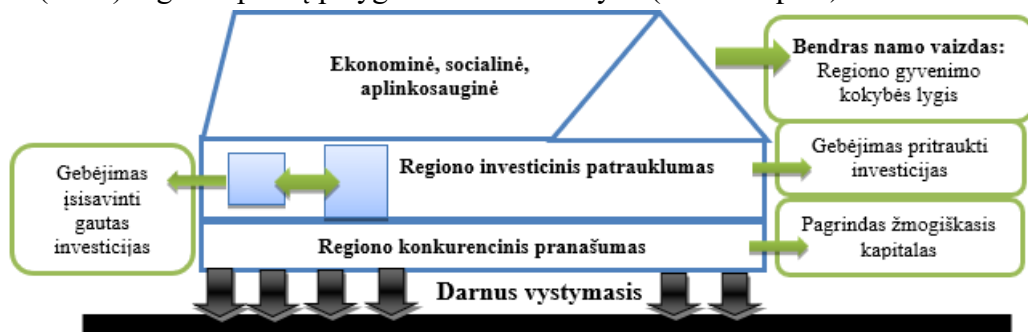 Ekonominė, socialinė,
aplinkosauginė
Bendras namo vaizdas:
Regiono gyvenimo
kokybės lygis
Gebėjimas
įsisavinti
gautas
investicijas
Regiono investicinis patrauklumas
Gebėjimas pritraukti
investicijas
Regiono konkurencinis pranašumas
Pagrindas žmogiškasis
kapitalas
Darnus vystymasis